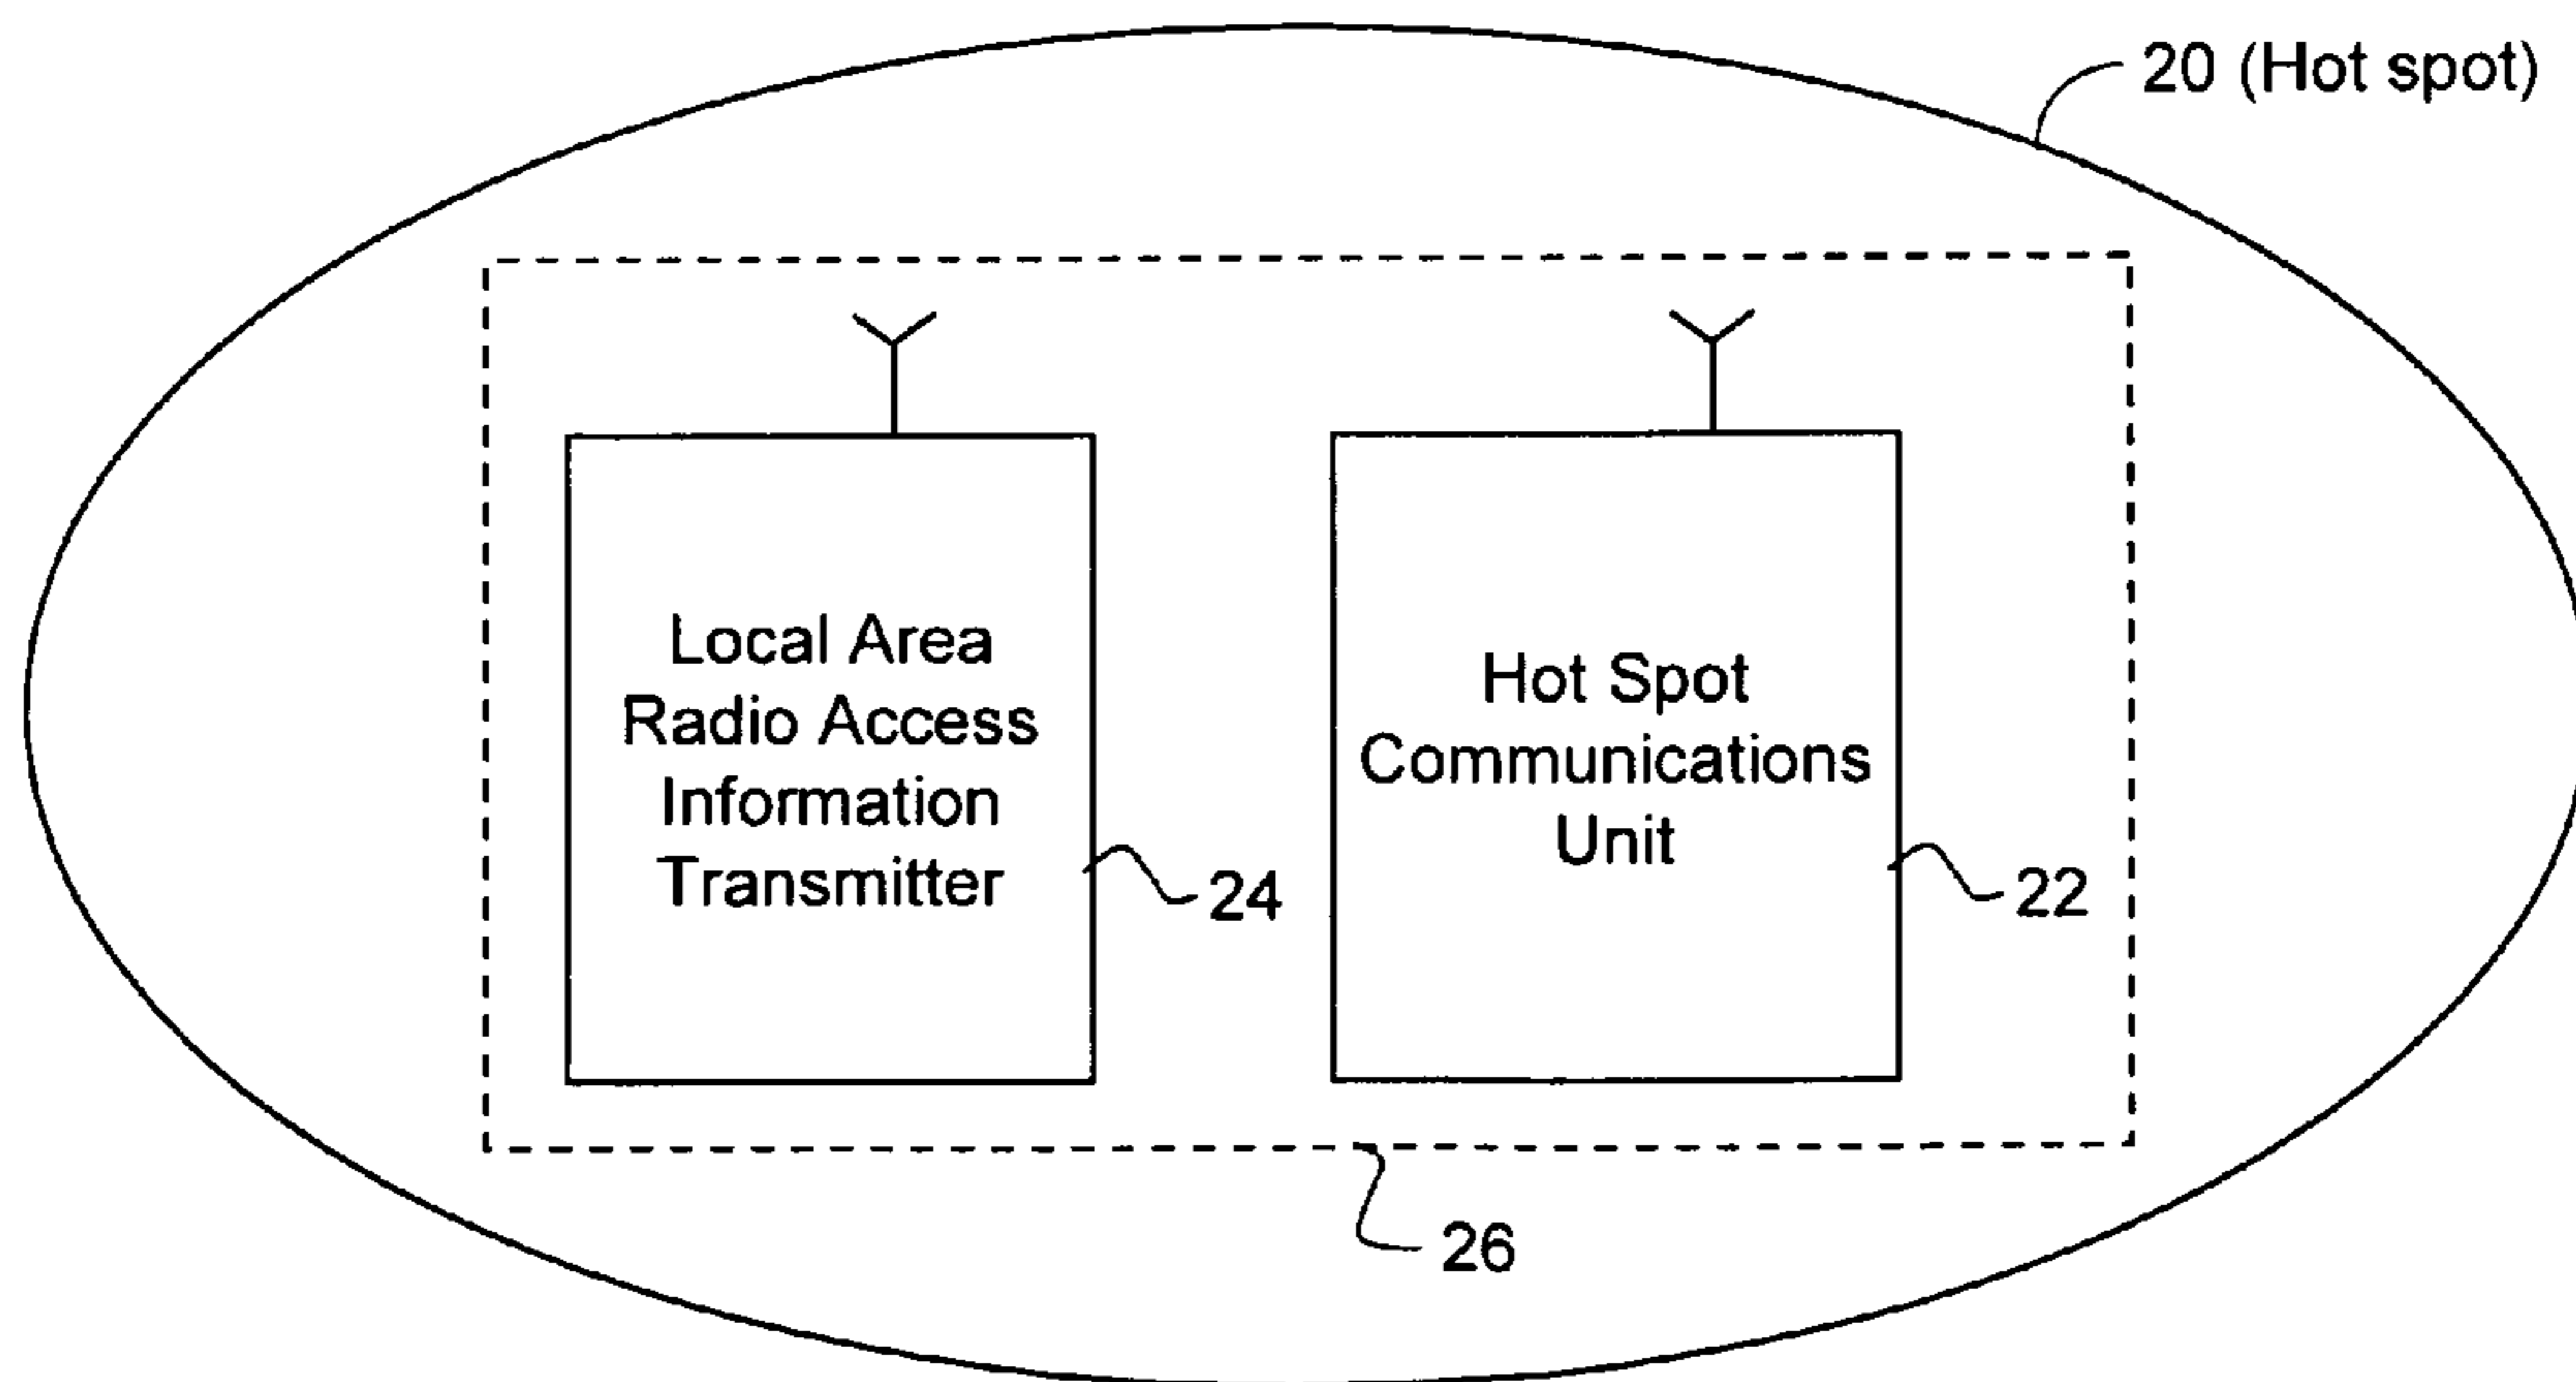 20 (Hot spot)
Local Area
Radio Access
Information
Transmitter
24
Hot Spot
Communications
Unit
22
26